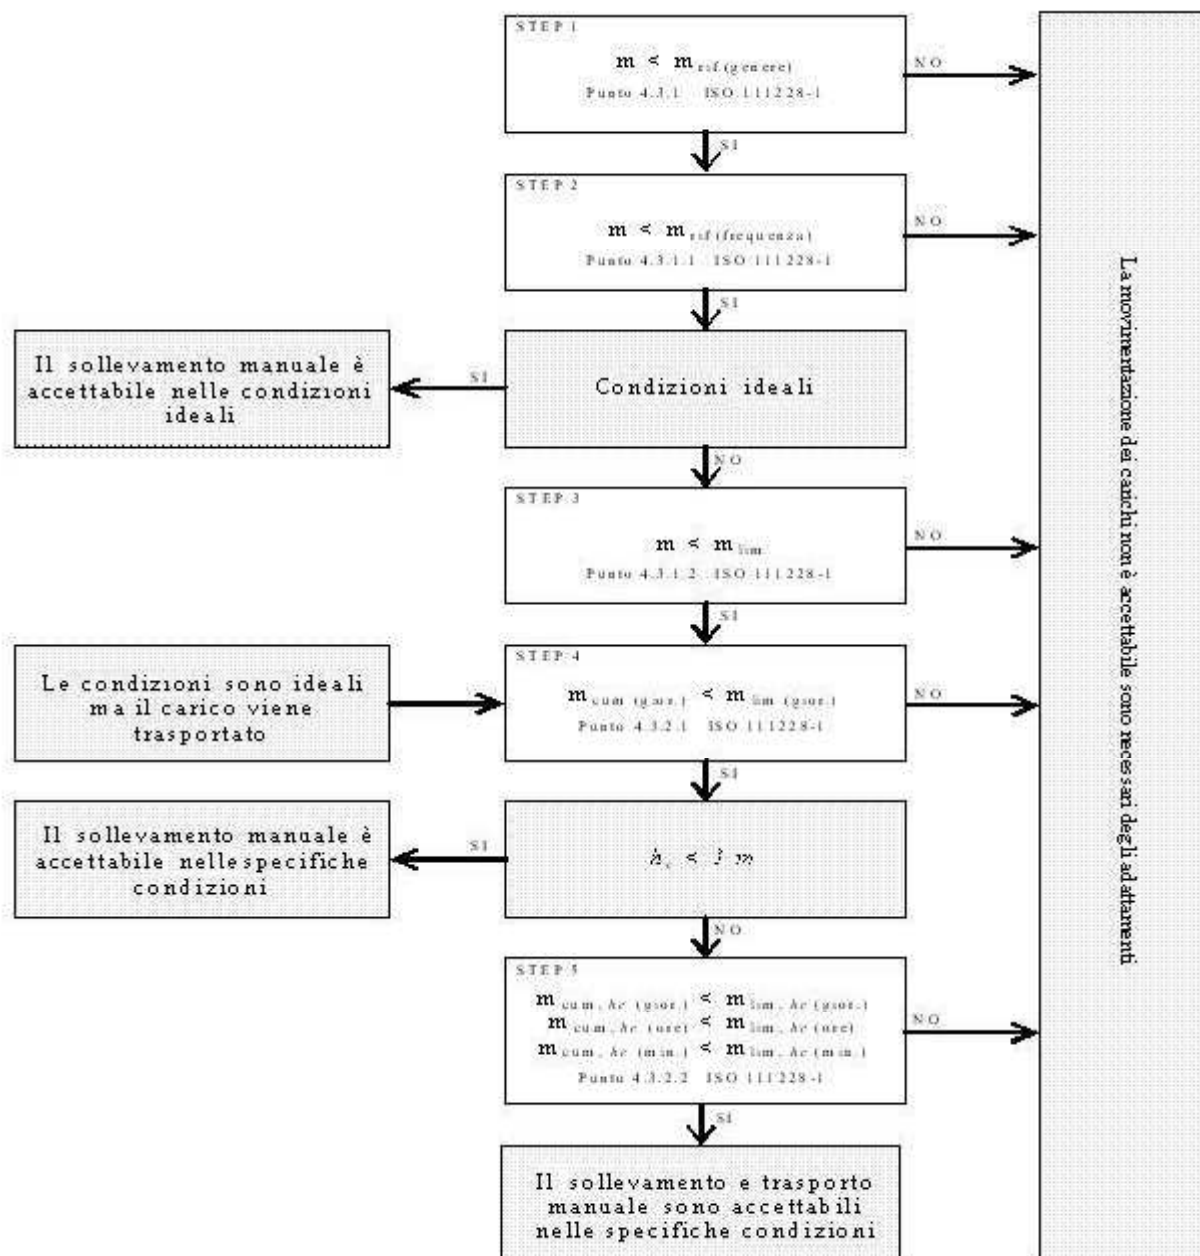 STEP 1
m < m rif (genere)
Punto 4.3.1 ISO 111228-1
NO
SI
STEP 2
m < m rif (frequenza)
Punto 4.3.1.1 ISO 111228-1
NO
SI
Il sollevamento manuale è
accettabile nelle condizioni
ideali
SI
Condizioni ideali
NO
STEP 3
m < m lim
Punto 4.3.1.2 ISO 111228-1
NO
SI
Le condizioni sono ideali
ma il carico viene
trasportato
STEP 4
m cum (gior.) < m lim (gior.)
Punto 4.3.2.1 ISO 111228-1
NO
SI
Il sollevamento manuale è
accettabile nelle specifiche
condizioni
SI
h c < 1 m
NO
STEP 5
m cum, hc (gior.) < m lim, hc (gior.)
m cum, hc (ore) < m lim, hc (ore)
m cum, hc (min.) < m lim, hc (min.)
Punto 4.3.2.2 ISO 111228-1
NO
SI
Il sollevamento e trasporto
manuale sono accettabili
nelle specifiche condizioni
La movimentazione dei carichi non è accettabile sono necessari degli adattamenti